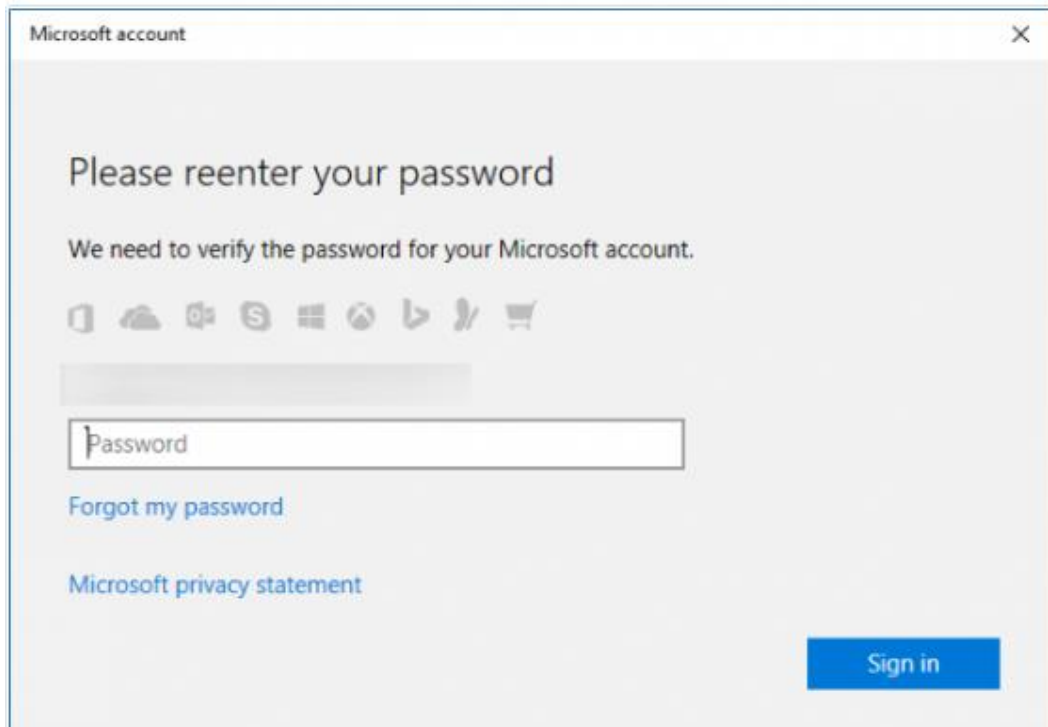 Microsoft account
Please reenter your password
We need to verify the password for your Microsoft account.
Password
Forgot my password
Microsoft privacy statement
Sign in